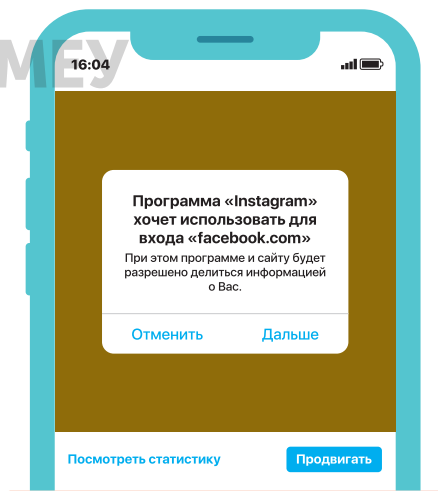 МЕУ
16:04
Программа «Instagram»
хочет использовать для
входа «facebook.com»
При этом программе и сайту будет
разрешено делиться информацией
о Вас.
Отменить Дальше
Посмотреть статистику Продвигать